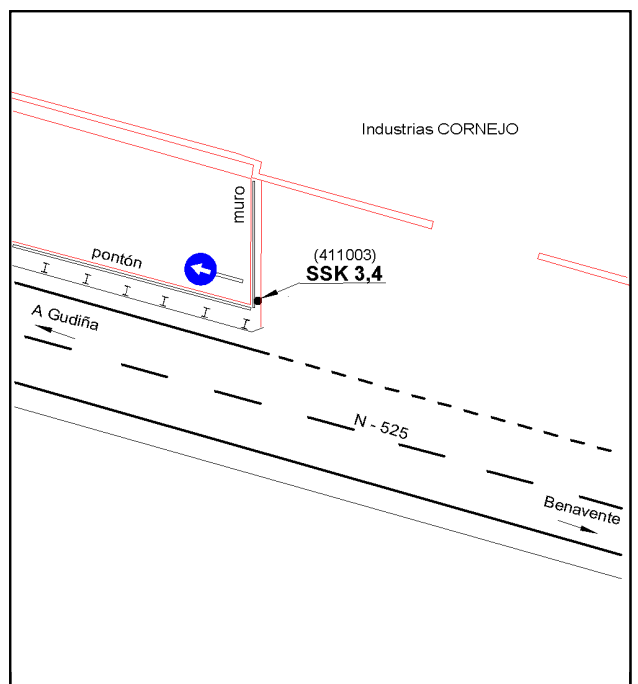 Industrias CORNEJO
muro
pontón
(411003)
SSK 3,4
A Gudiña
N - 525
Benavente